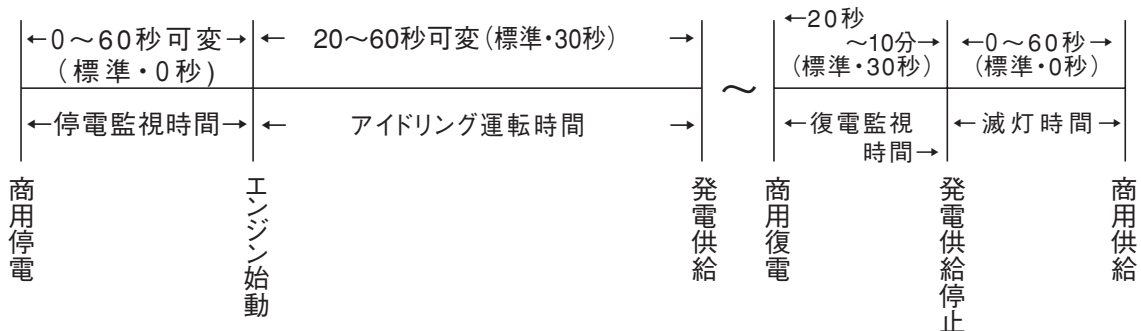 ←0～60秒可変→
(標準・0秒)
← 20～60秒可変(標準・30秒) →
←20秒
～10分→
(標準・30秒)
←0～60秒→
(標準・0秒)
～
←停電監視時間→
← アイドリング運転時間 →
←復電監視
時間→
←滅灯時間→
商用停電
エンジン始動
発電供給
商用復電
発電供給停止
商用供給